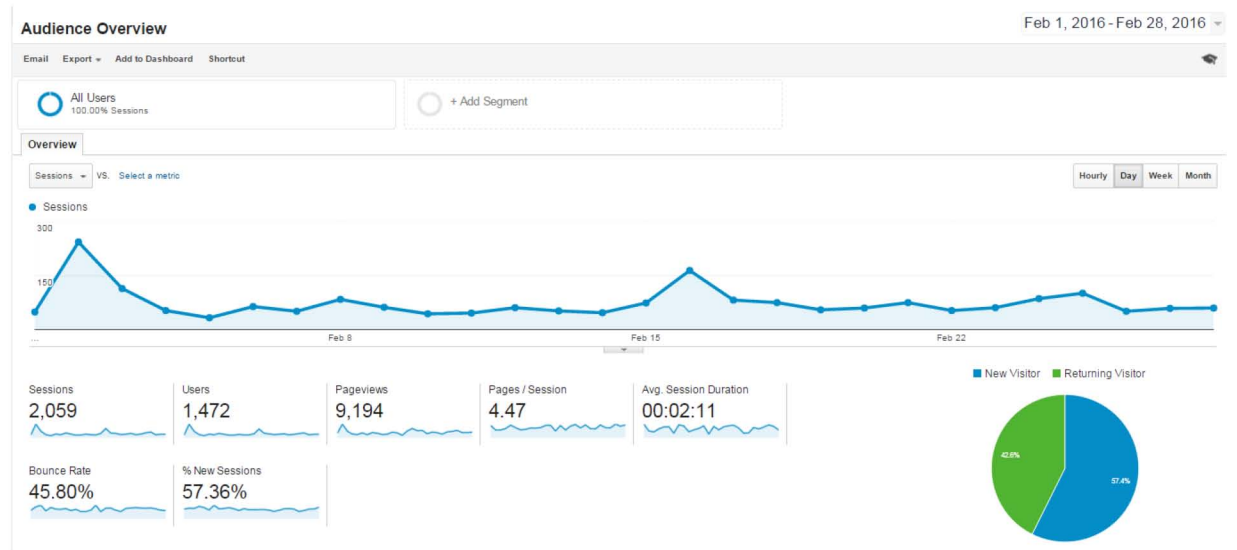 Audience Overview
Feb 1, 2016 - Feb 28, 2016
Email Export Add to Dashboard Shortcut
All Users
100.00% Sessions
+ Add Segment
Overview
Sessions VS. Select a metric
Hourly Day Week Month
Sessions
300
150
... Feb 8 Feb 15 Feb 22
New Visitor Returning Visitor
Sessions
2,059
Users
1,472
Pageviews
9,194
Pages / Session
4.47
Avg. Session Duration
00:02:11
Bounce Rate
45.80%
% New Sessions
57.36%
42.6%
57.4%